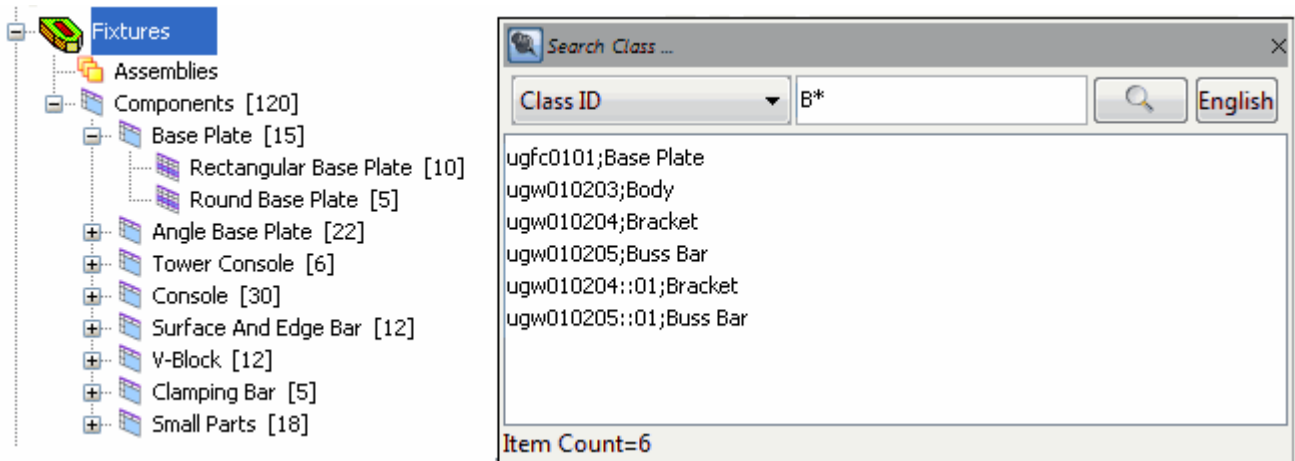 Fixtures
Assemblies
Components [120]
Base Plate [15]
Rectangular Base Plate [10]
Round Base Plate [5]
Angle Base Plate [22]
Tower Console [6]
Console [30]
Surface And Edge Bar [12]
V-Block [12]
Clamping Bar [5]
Small Parts [18]
Search Class ...
Class ID B* English
ugfc0101;Base Plate
ugw010203;Body
ugw010204;Bracket
ugw010205;Buss Bar
ugw010204::01;Bracket
ugw010205::01;Buss Bar
Item Count=6